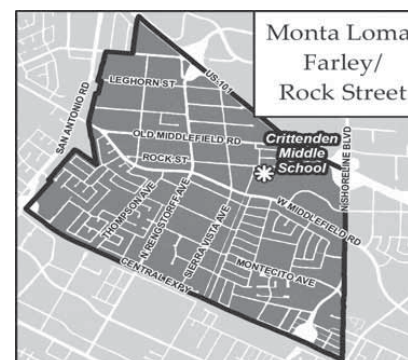 Monta Loma
Farley/
Rock Street
LEGHORN ST
US-101
SAN ANTONIO RD
OLD MIDDLEFIELD RD
Crittenden
Middle
School
ROCK ST
N SHORELINE BLVD
THOMPSON AVE
N RENGSTORFF AVE
SIERRA VISTA AVE
W MIDDLEFIELD RD
MONTECITO AVE
CENTRAL EXPY